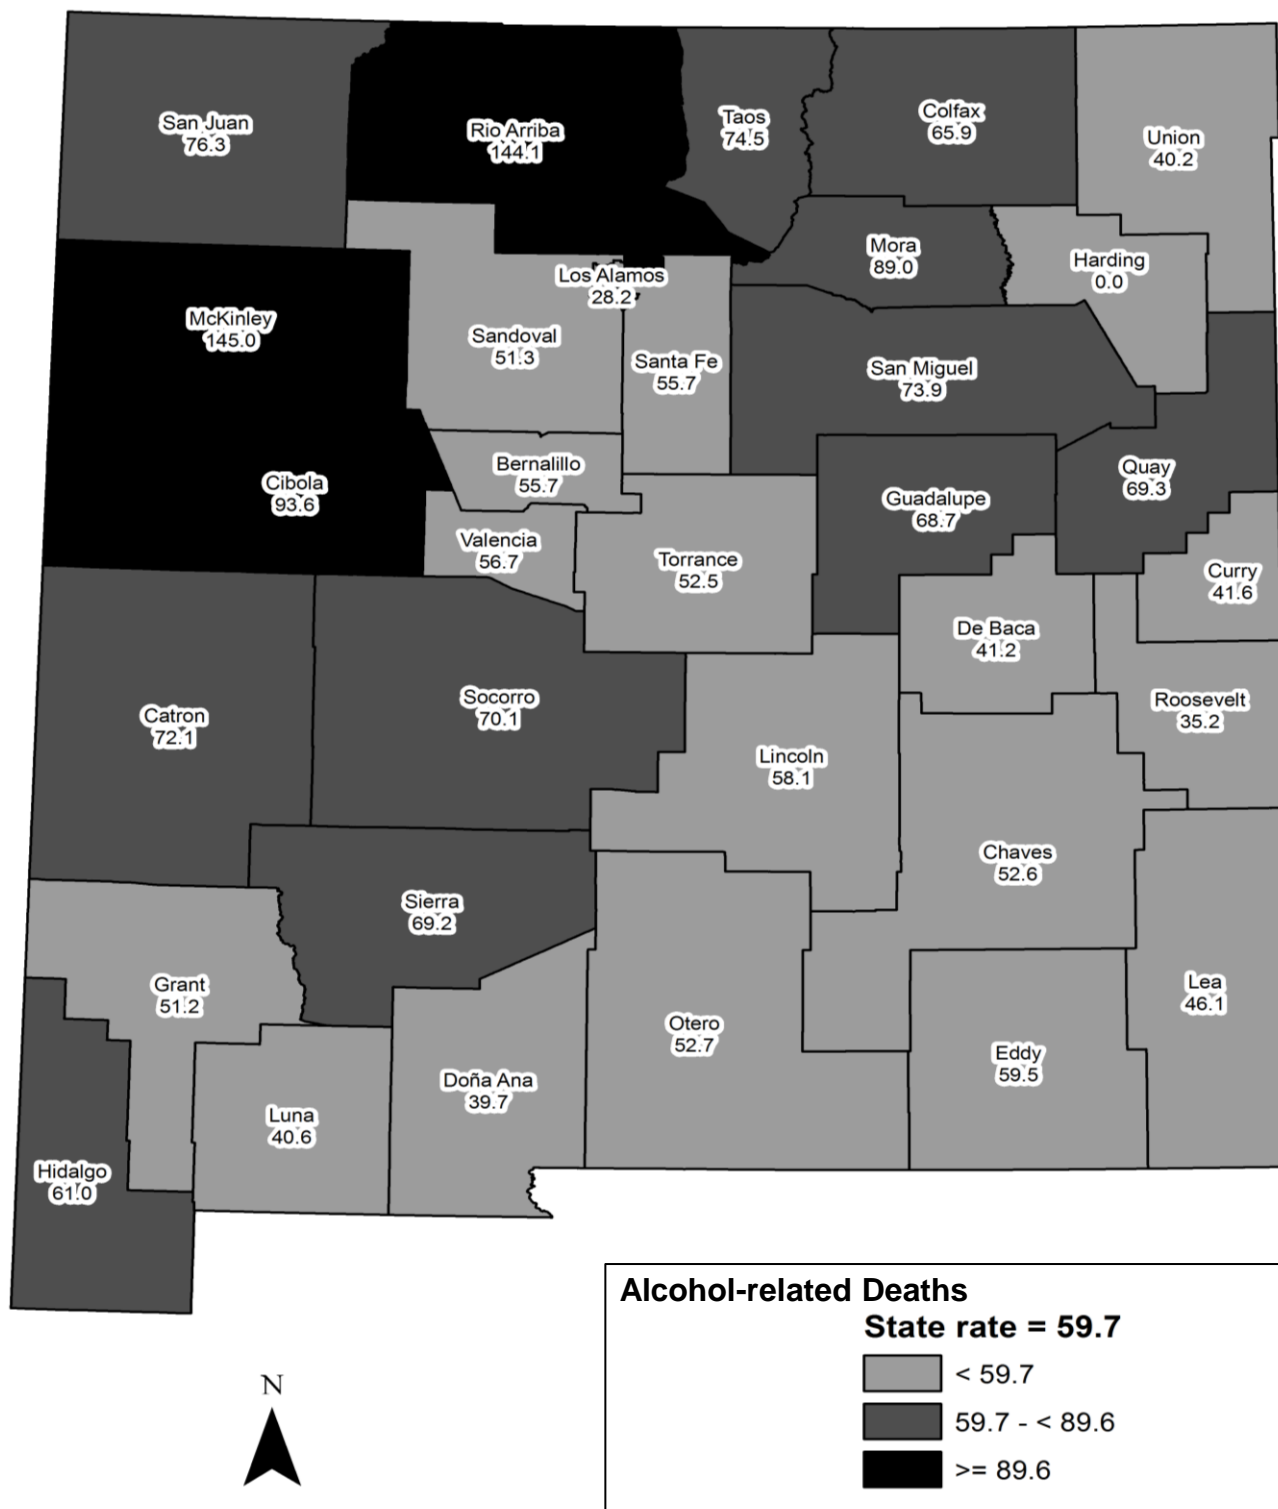 San Juan
76.3
Rio Arriba
144.1
Taos
74.5
Colfax
65.9
Union
40.2
Mora
89.0
Harding
0.0
Los Alamos
28.2
McKinley
145.0
Sandoval
51.3
Santa Fe
55.7
San Miguel
73.9
Bernalillo
55.7
Cibola
93.6
Quay
69.3
Guadalupe
68.7
Valencia
56.7
Torrance
52.5
Curry
41.6
De Baca
41.2
Catron
72.1
Socorro
70.1
Roosevelt
35.2
Lincoln
58.1
Chaves
52.6
Sierra
69.2
Grant
51.2
Lea
46.1
Otero
52.7
Eddy
59.5
Doña Ana
39.7
Luna
40.6
Hidalgo
61.0
Alcohol-related Deaths
State rate = 59.7
< 59.7
59.7 - < 89.6
>= 89.6
N